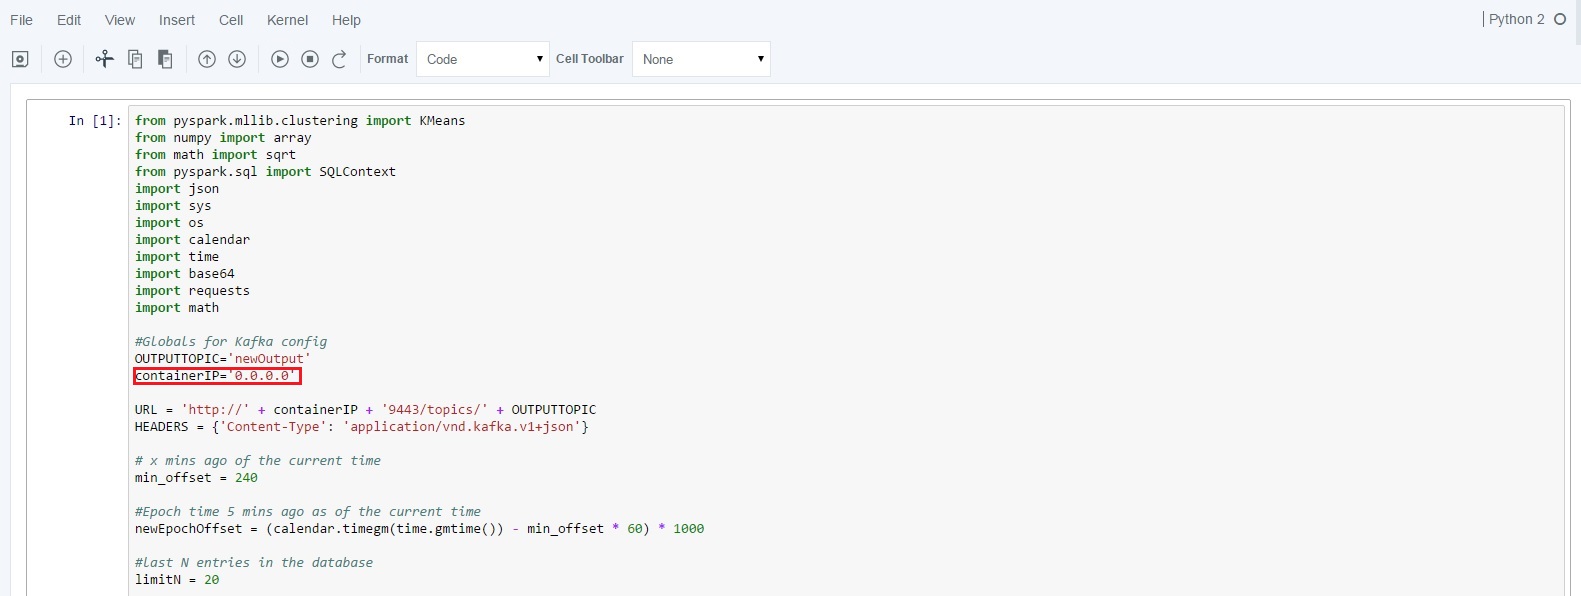 File Edit View Insert Cell Kernel Help
| Python 2
Format Code Cell Toolbar None
In [1]:
from pyspark.mllib.clustering import KMeans
from numpy import array
from math import sqrt
from pyspark.sql import SQLContext
import json
import sys
import os
import calendar
import time
import base64
import requests
import math
#Globals for Kafka config
OUTPUTTOPIC='newOutput'
containerIP='0.0.0.0'
URL = 'http://' + containerIP + '9443/topics/' + OUTPUTTOPIC
HEADERS = {'Content-Type': 'application/vnd.kafka.v1+json'}
# x mins ago of the current time
min_offset = 240
#Epoch time 5 mins ago as of the current time
newEpochOffset = (calendar.timegm(time.gmtime()) - min_offset * 60) * 1000
#last N entries in the database
limitN = 20